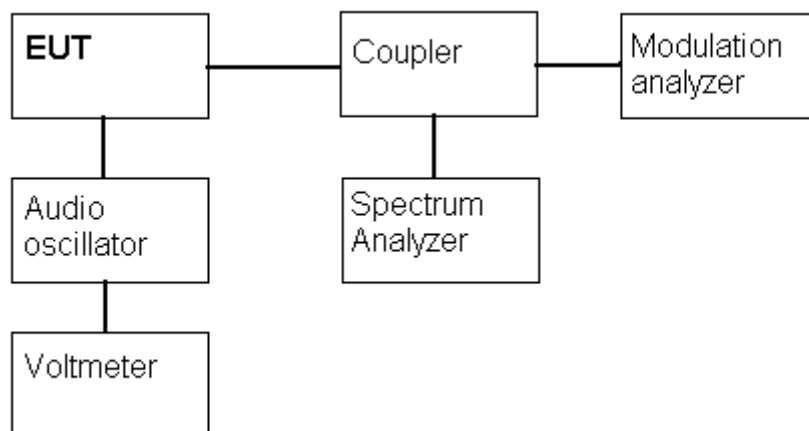 EUT
Coupler
Modulation
analyzer
Audio
oscillator
Spectrum
Analyzer
Voltmeter